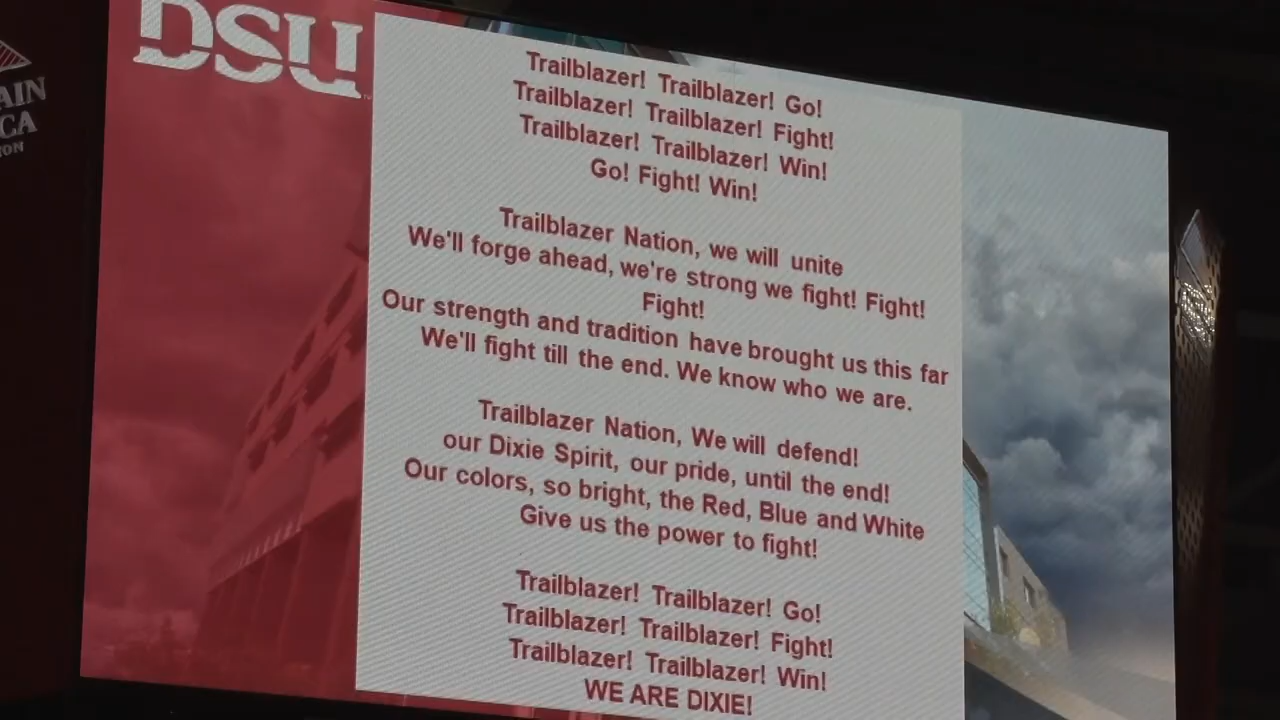 DSU
AIN
CA
ION
Trailblazer! Trailblazer! Go!
Trailblazer! Trailblazer! Fight!
Trailblazer! Trailblazer! Win!
Go! Fight! Win!
Trailblazer Nation, we will unite
We'll forge ahead, we're strong we fight! Fight!
Fight!
Our strength and tradition have brought us this far
We'll fight till the end. We know who we are.
Trailblazer Nation, We will defend!
our Dixie Spirit, our pride, until the end!
Our colors, so bright, the Red, Blue and White
Give us the power to fight!
Trailblazer! Trailblazer! Go!
Trailblazer! Trailblazer! Fight!
Trailblazer! Trailblazer! Win!
WE ARE DIXIE!